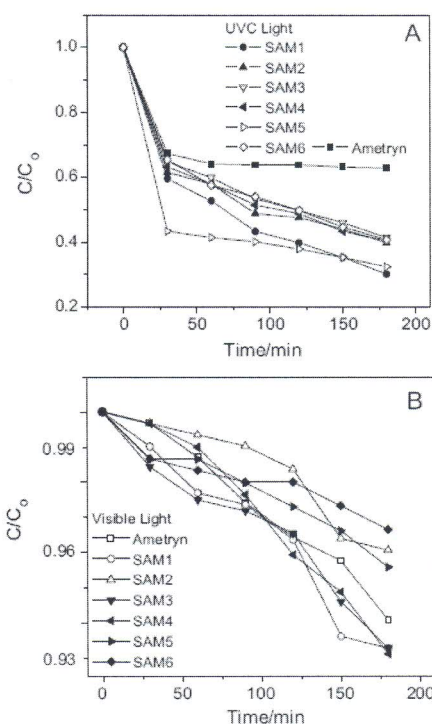 A
UVC Light
SAM1
SAM2
SAM3
SAM4
SAM5
SAM6 Ametryn
C/Co
1.0
0.8
0.6
0.4
0.2
0 50 100 150 200
Time/min
B
C/Co
0.99
0.96
0.93
Visible Light
Ametryn
SAM1
SAM2
SAM3
SAM4
SAM5
SAM6
0 50 100 150 200
Time/min